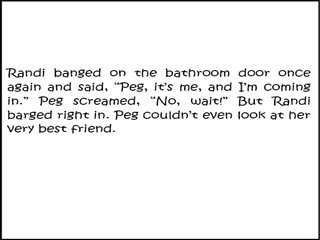 Randi banged on the bathroom door once
again and said, “Peg, it’s me, and I’m coming
in.” Peg screamed, “No, wait!” But Randi
barged right in. Peg couldn’t even look at her
very best friend.